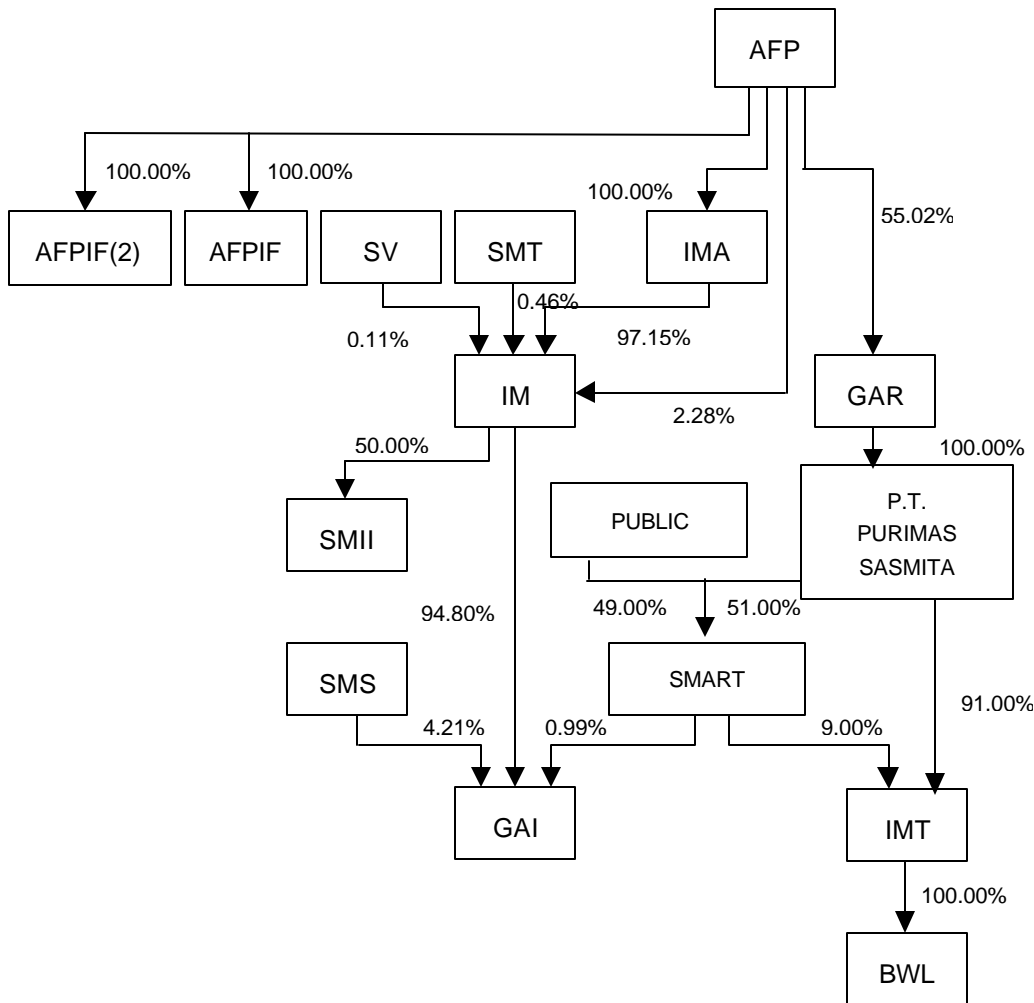 AFP
100.00%
100.00%
100.00%
55.02%
AFPIF(2)
AFPIF
SV
SMT
IMA
0.46%
0.11%
97.15%
IM
GAR
2.28%
50.00%
100.00%
SMII
PUBLIC
P.T.
PURIMAS
SASMITA
94.80%
49.00%
51.00%
SMS
SMART
91.00%
4.21%
0.99%
9.00%
GAI
IMT
100.00%
BWL